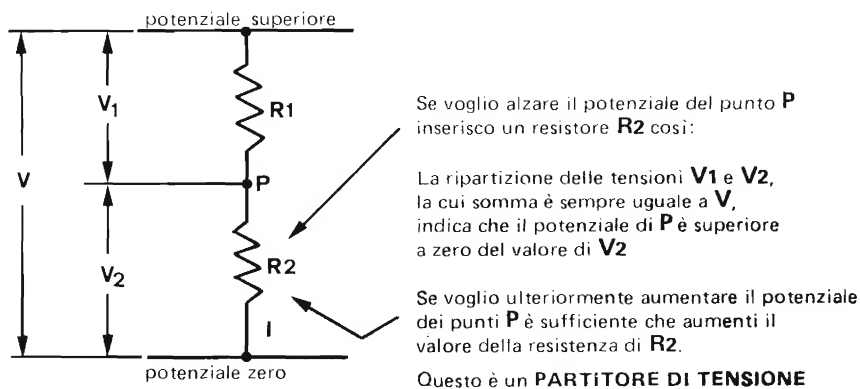 potenziale superiore
V1
R1
V
P
V2
R2
I
potenziale zero
Se voglio alzare il potenziale del punto P
inserisco un resistore R2 così:
La ripartizione delle tensioni V1 e V2,
la cui somma è sempre uguale a V,
indica che il potenziale di P è superiore
a zero del valore di V2
Se voglio ulteriormente aumentare il potenziale
dei punti P è sufficiente che aumenti il
valore della resistenza di R2.
Questo è un PARTITORE DI TENSIONE